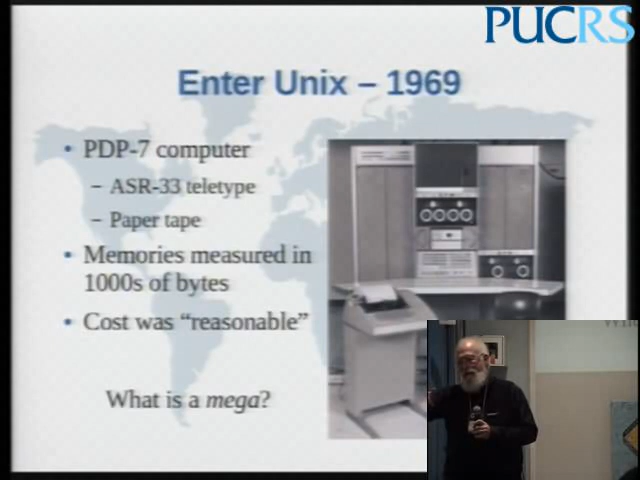 PUCRS
Enter Unix – 1969
• PDP-7 computer
– ASR-33 teletype
– Paper tape
• Memories measured in
1000s of bytes
• Cost was “reasonable”
What is a mega?